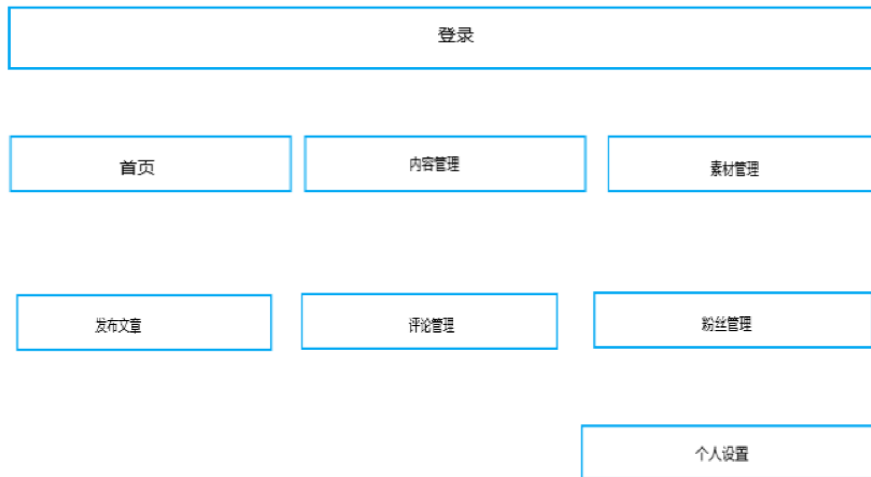 登录
首页
内容管理
素材管理
发布文章
评论管理
粉丝管理
个人设置